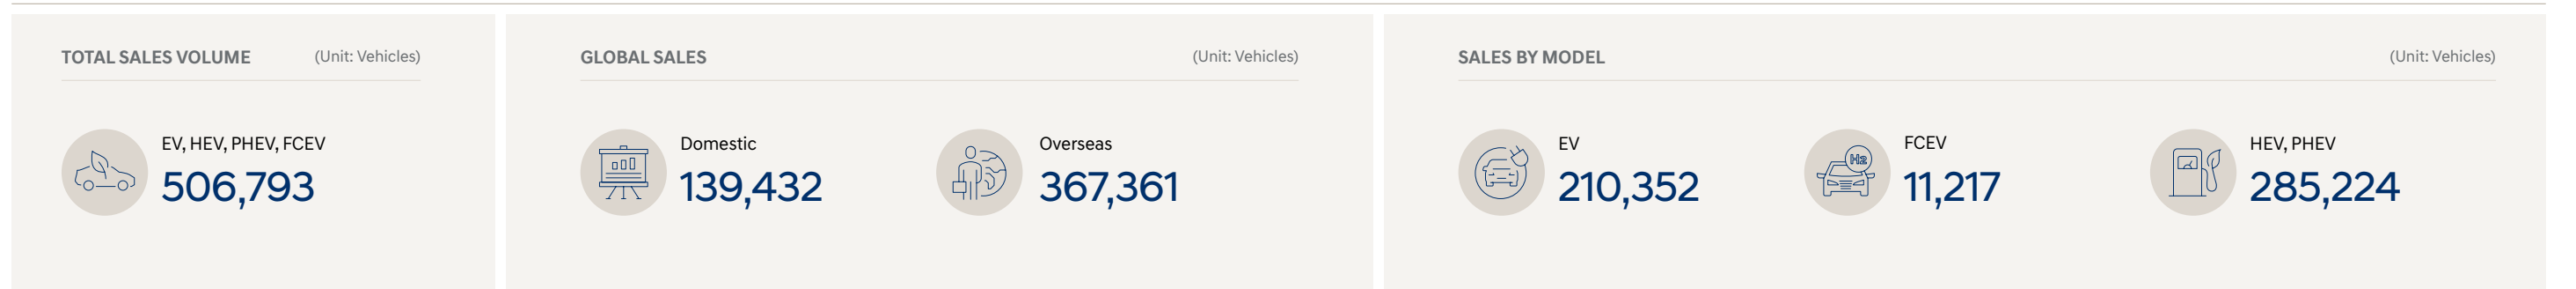 TOTAL SALES VOLUME (Unit: Vehicles)
EV, HEV, PHEV, FCEV
506,793
GLOBAL SALES (Unit: Vehicles)
Domestic
139,432
Overseas
367,361
SALES BY MODEL (Unit: Vehicles)
EV
210,352
H2
FCEV
11,217
HEV, PHEV
285,224